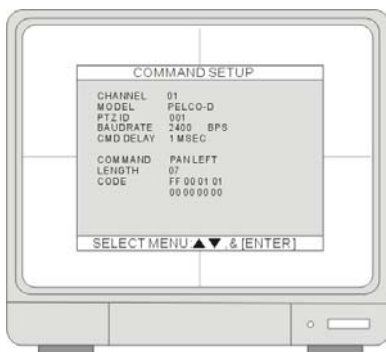 COMMAND SETUP
CHANNEL 01
MODEL PELCO-D
PTZ ID 001
BAUDRATE 2400 BPS
CMD DELAY 1 MSEC
COMMAND PAN LEFT
LENGTH 07
CODE FF 00 01 01
00 00 00 00
SELECT MENU:▲▼,& [ENTER]